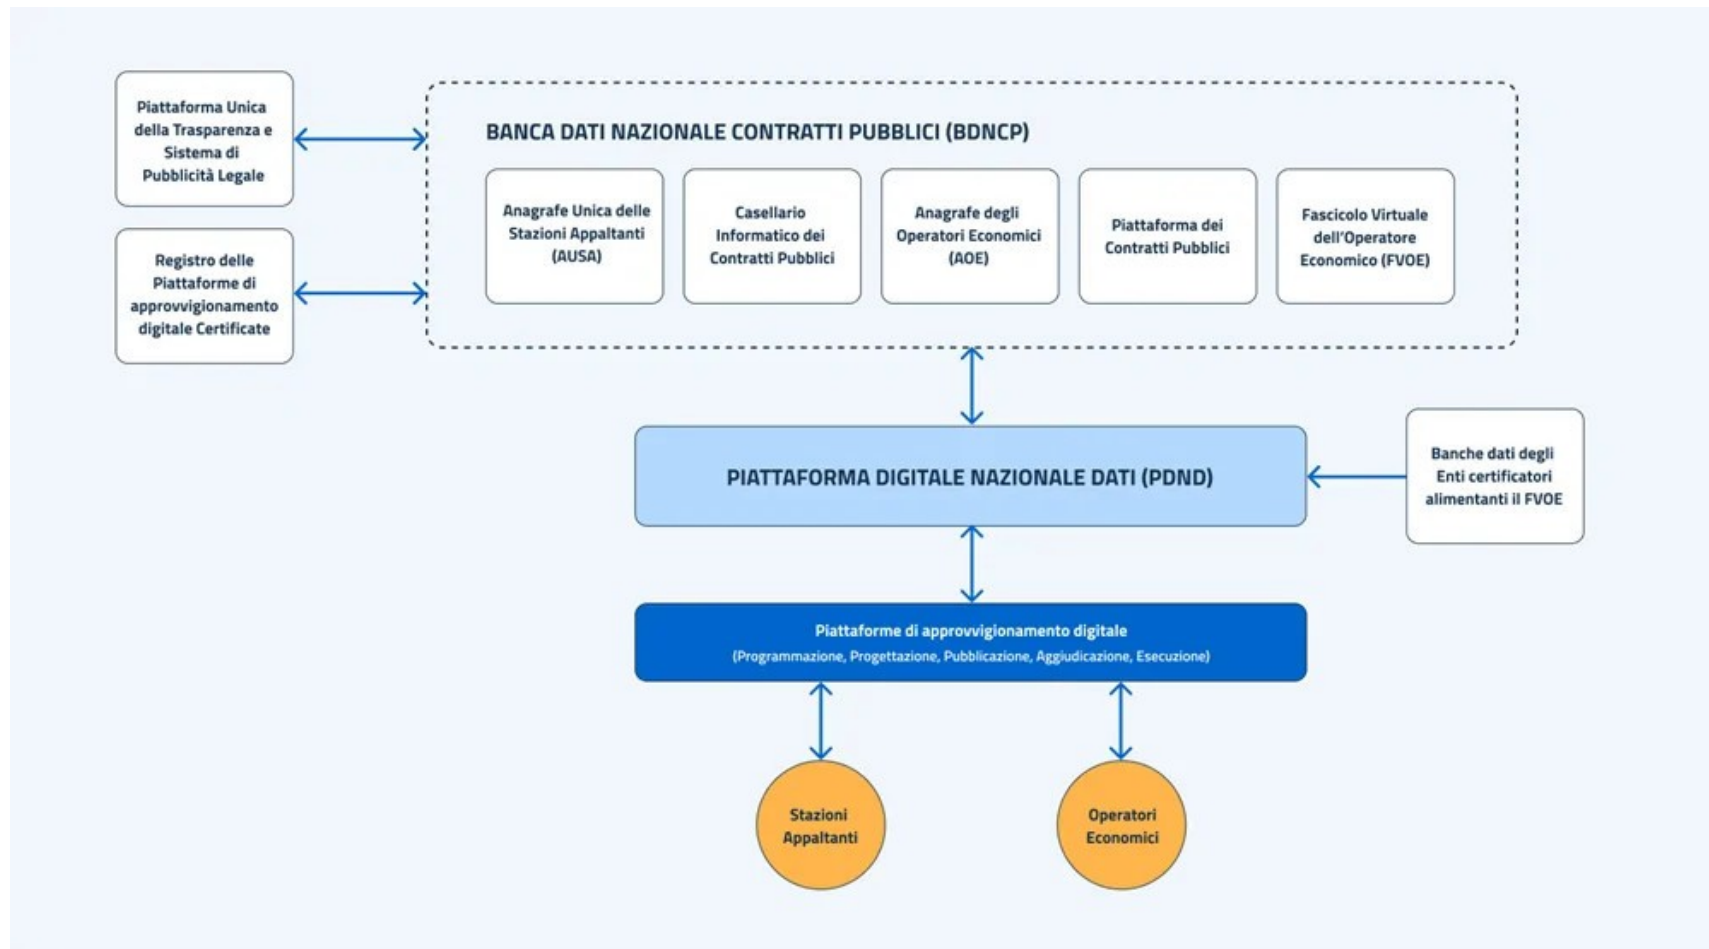 Piattaforma Unica
della Trasparenza e
Sistema di
Pubblicità Legale
Registro delle
Piattaforme di
approvvigionamento
digitale Certificate
BANCA DATI NAZIONALE CONTRATTI PUBBLICI (BDNCP)
Anagrafe Unica delle
Stazioni Appaltanti
(AUSA)
Casellario
Informatico dei
Contratti Pubblici
Anagrafe degli
Operatori Economici
(AOE)
Piattaforma dei
Contratti Pubblici
Fascicolo Virtuale
dell'Operatore
Economico (FVOE)
PIATTAFORMA DIGITALE NAZIONALE DATI (PDND)
Banche dati degli
Enti certificatori
alimentanti il FVOE
Piattaforme di approvvigionamento digitale
(Programmazione, Progettazione, Pubblicazione, Aggiudicazione, Esecuzione)
Stazioni
Appaltanti
Operatori
Economici